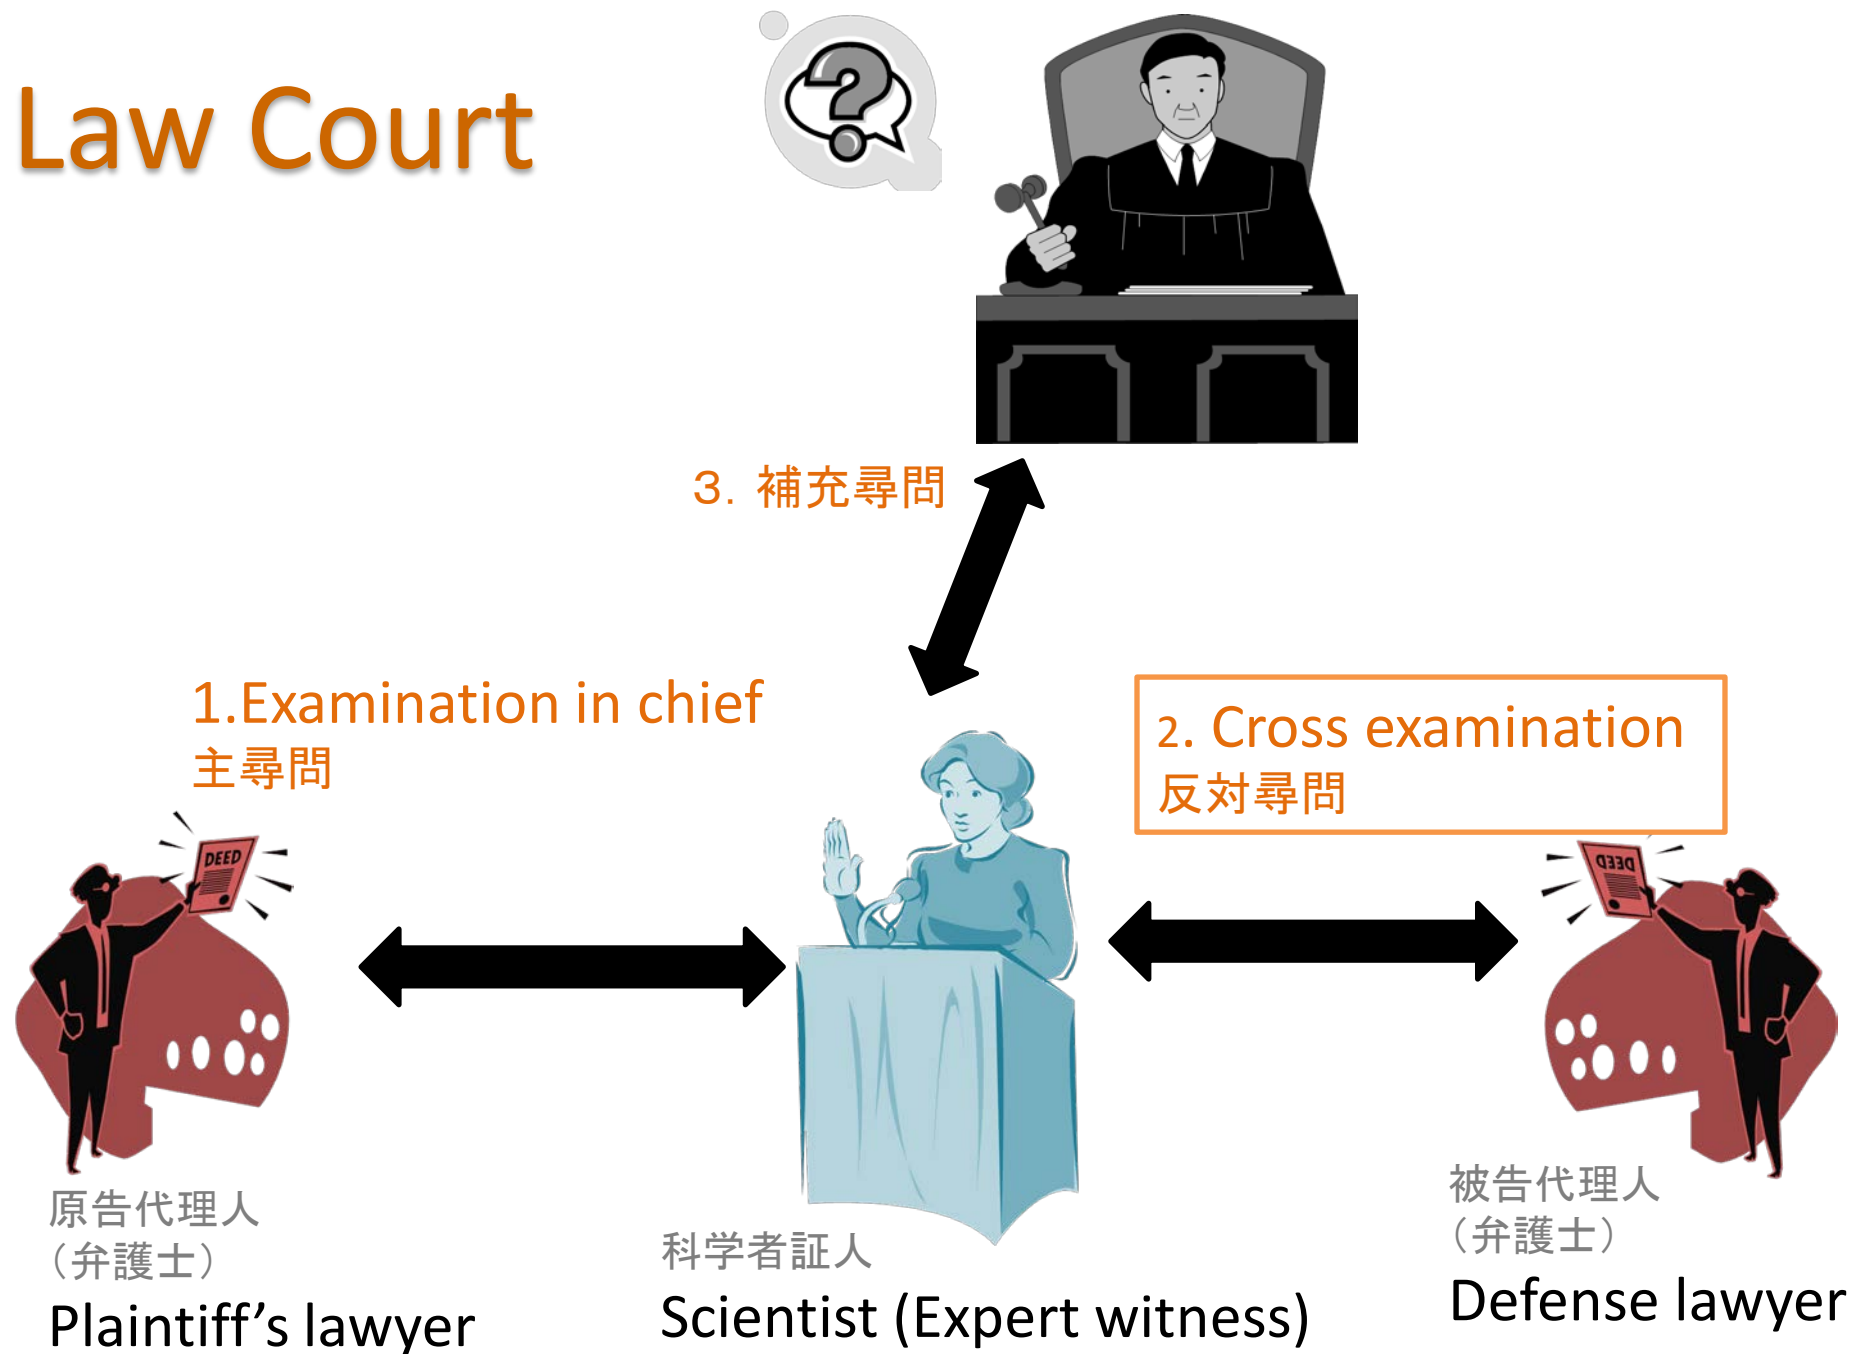 Law Court
３．補充尋問
1.Examination in chief
主尋問
2. Cross examination
反対尋問
DEED
DEED
原告代理人
（弁護士）
Plaintiff’s lawyer
科学者証人
Scientist (Expert witness)
被告代理人
（弁護士）
Defense lawyer